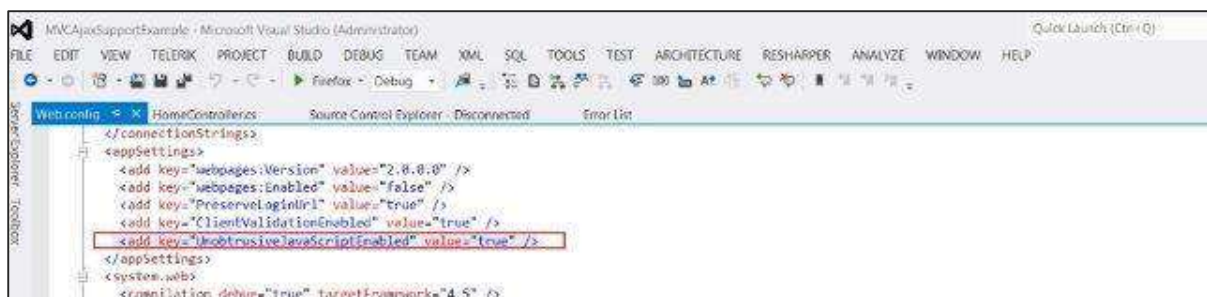 MVCAjaxSupportExample - Microsoft Visual Studio (Administrator)
Quick Launch (Ctrl+Q)
FILE EDIT VIEW TELERIK PROJECT BUILD DEBUG TEAM XML SQL TOOLS TEST ARCHITECTURE RESHARPER ANALYZE WINDOW HELP
Firefox Debug
Server Explorer
Toolbox
Web.config HomeController.cs Source Control Explorer - Disconnected Error List
</connectionStrings>
<appSettings>
<add key="webpages:Version" value="2.0.0.0" />
<add key="webpages:Enabled" value="false" />
<add key="PreserveLoginUrl" value="true" />
<add key="ClientValidationEnabled" value="true" />
<add key="UnobtrusiveJavaScriptEnabled" value="true" />
</appSettings>
<system.web>
<compilation debug="true" targetFramework="4.5" />